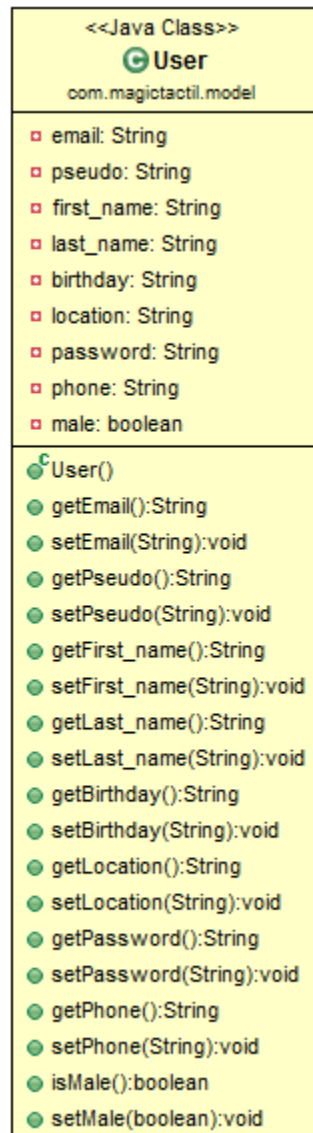 <<Java Class>>
C User
com.magictactil.model
email: String
pseudo: String
first_name: String
last_name: String
birthday: String
location: String
password: String
phone: String
male: boolean
C User()
getEmail():String
setEmail(String):void
getPseudo():String
setPseudo(String):void
getFirst_name():String
setFirst_name(String):void
getLast_name():String
setLast_name(String):void
getBirthday():String
setBirthday(String):void
getLocation():String
setLocation(String):void
getPassword():String
setPassword(String):void
getPhone():String
setPhone(String):void
isMale():boolean
setMale(boolean):void